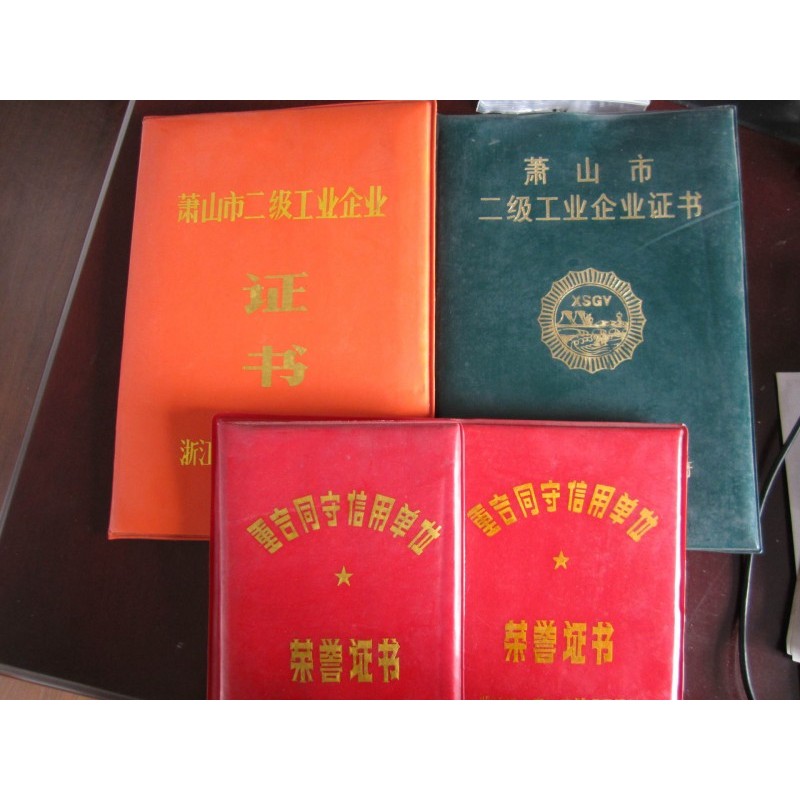 萧山市二级工业企业
证
书
浙江
萧山市
二级工业企业证书
XSGY
重合同守信用单位
荣誉证书
重合同守信用单位
荣誉证书